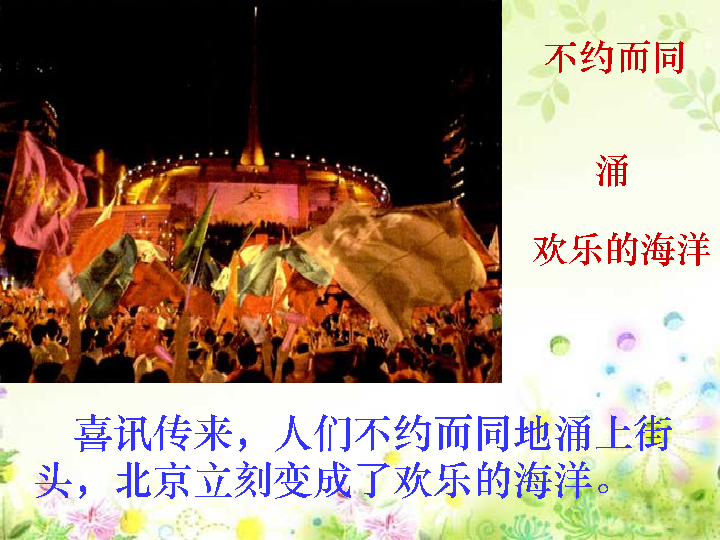 不约而同
涌
欢乐的海洋
喜讯传来，人们不约而同地涌上街
头，北京立刻变成了欢乐的海洋。